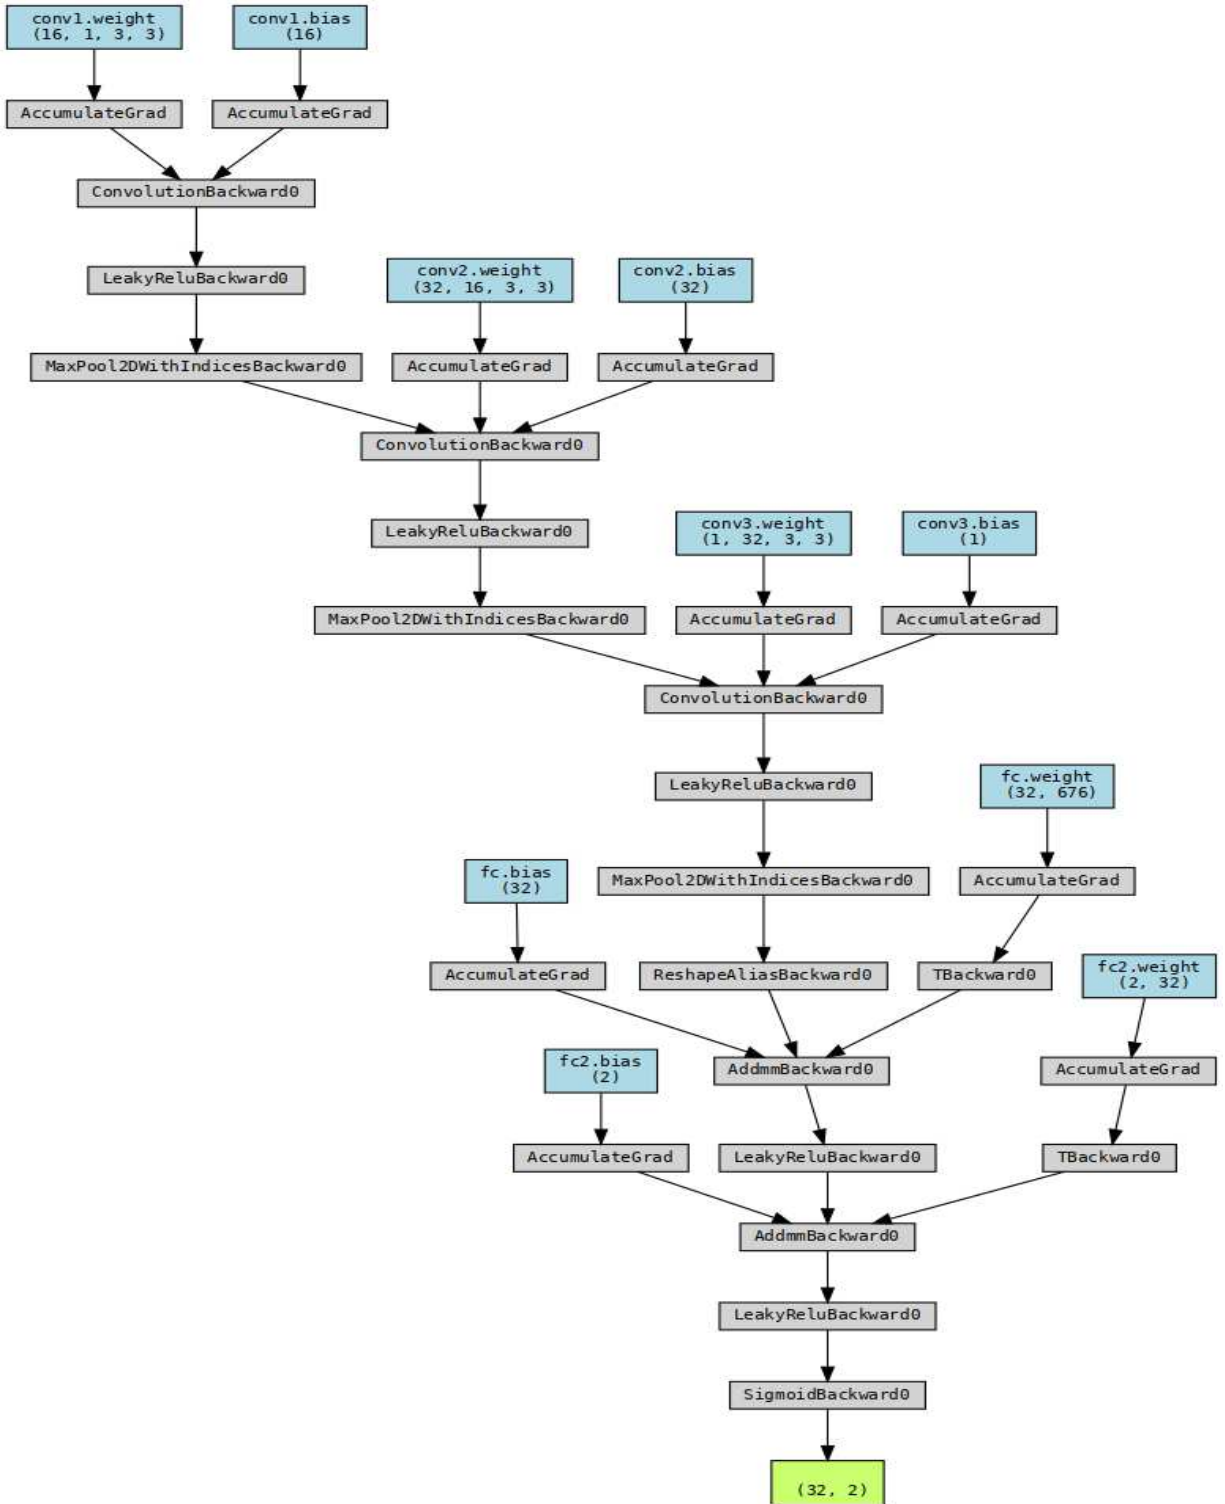 conv1.weight
(16, 1, 3, 3)
conv1.bias
(16)
AccumulateGrad
AccumulateGrad
ConvolutionBackward0
LeakyReluBackward0
conv2.weight
(32, 16, 3, 3)
conv2.bias
(32)
MaxPool2DWithIndicesBackward0
AccumulateGrad
AccumulateGrad
ConvolutionBackward0
LeakyReluBackward0
conv3.weight
(1, 32, 3, 3)
conv3.bias
(1)
MaxPool2DWithIndicesBackward0
AccumulateGrad
AccumulateGrad
ConvolutionBackward0
LeakyReluBackward0
fc.weight
(32, 676)
fc.bias
(32)
MaxPool2DWithIndicesBackward0
AccumulateGrad
AccumulateGrad
ReshapeAliasBackward0
TBackward0
fc2.weight
(2, 32)
fc2.bias
(2)
AddmmBackward0
AccumulateGrad
AccumulateGrad
LeakyReluBackward0
TBackward0
AddmmBackward0
LeakyReluBackward0
SigmoidBackward0
(32, 2)